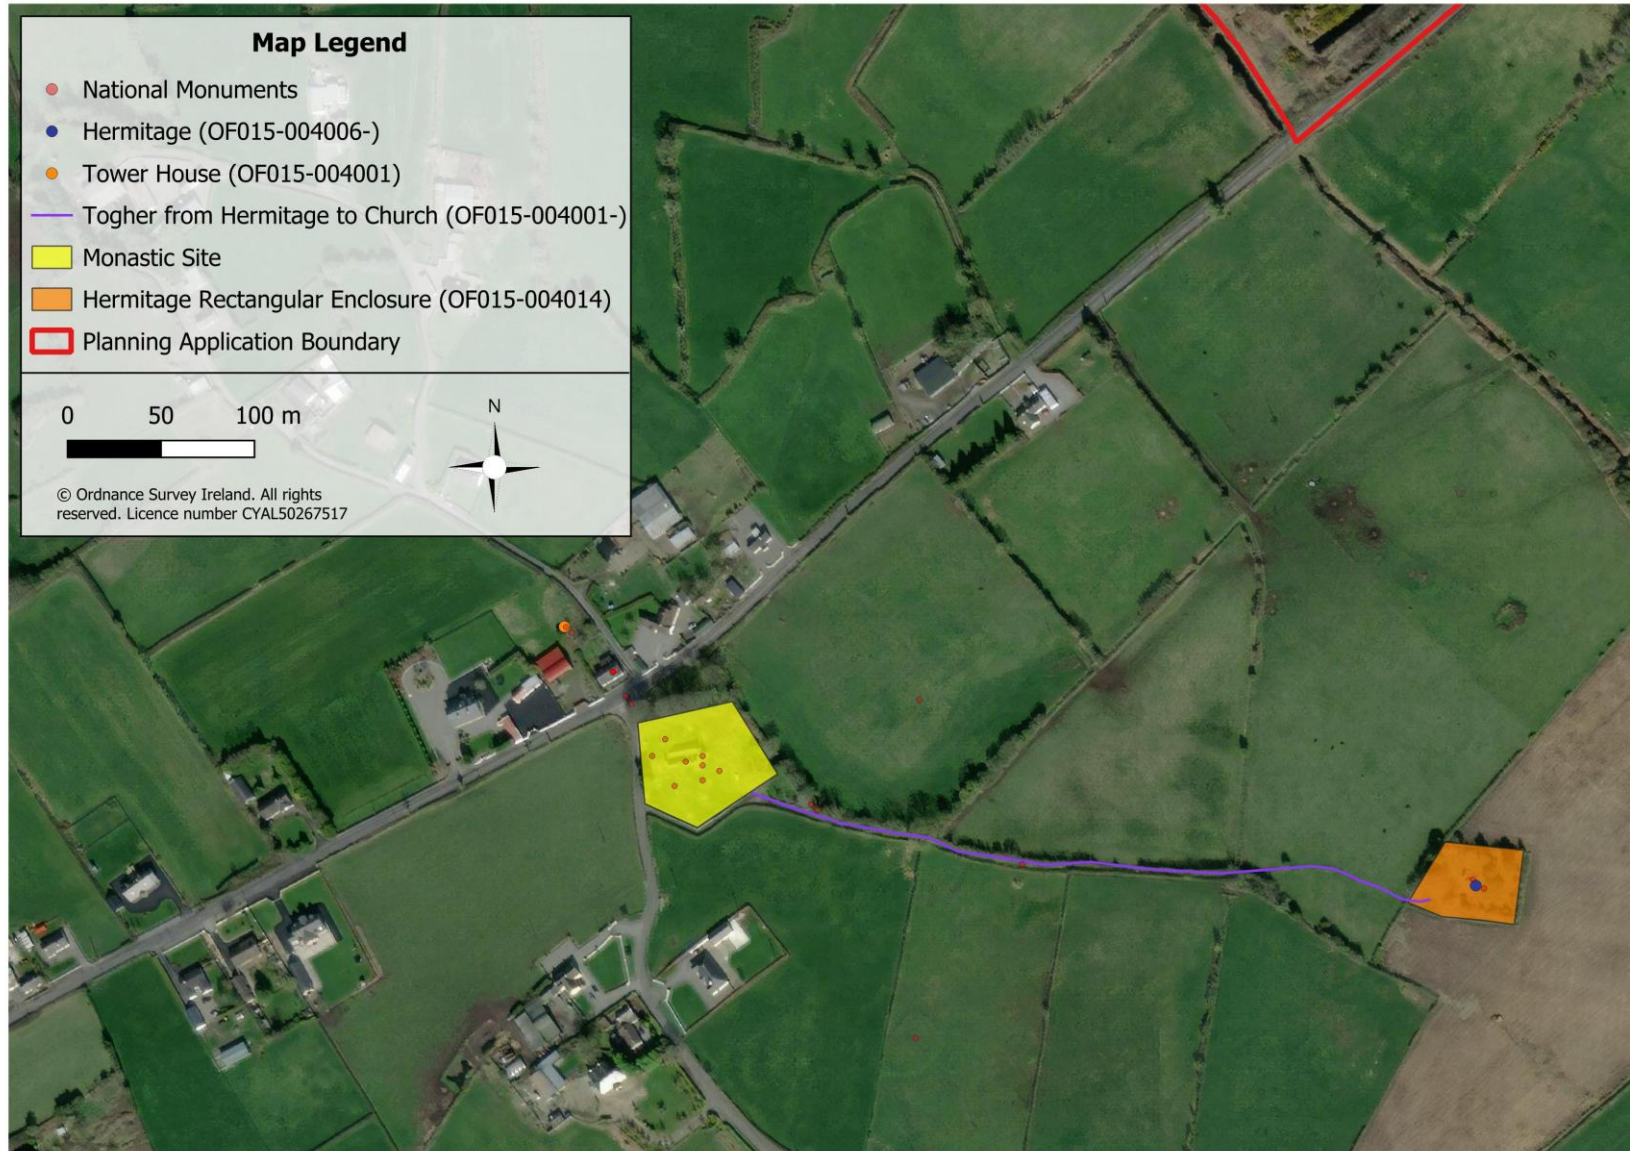 Map Legend
National Monuments
Hermitage (OF015-004006-)
Tower House (OF015-004001)
Togher from Hermitage to Church (OF015-004001-)
Monastic Site
Hermitage Rectangular Enclosure (OF015-004014)
Planning Application Boundary
0 50 100 m
N
© Ordnance Survey Ireland. All rights
reserved. Licence number CYAL50267517